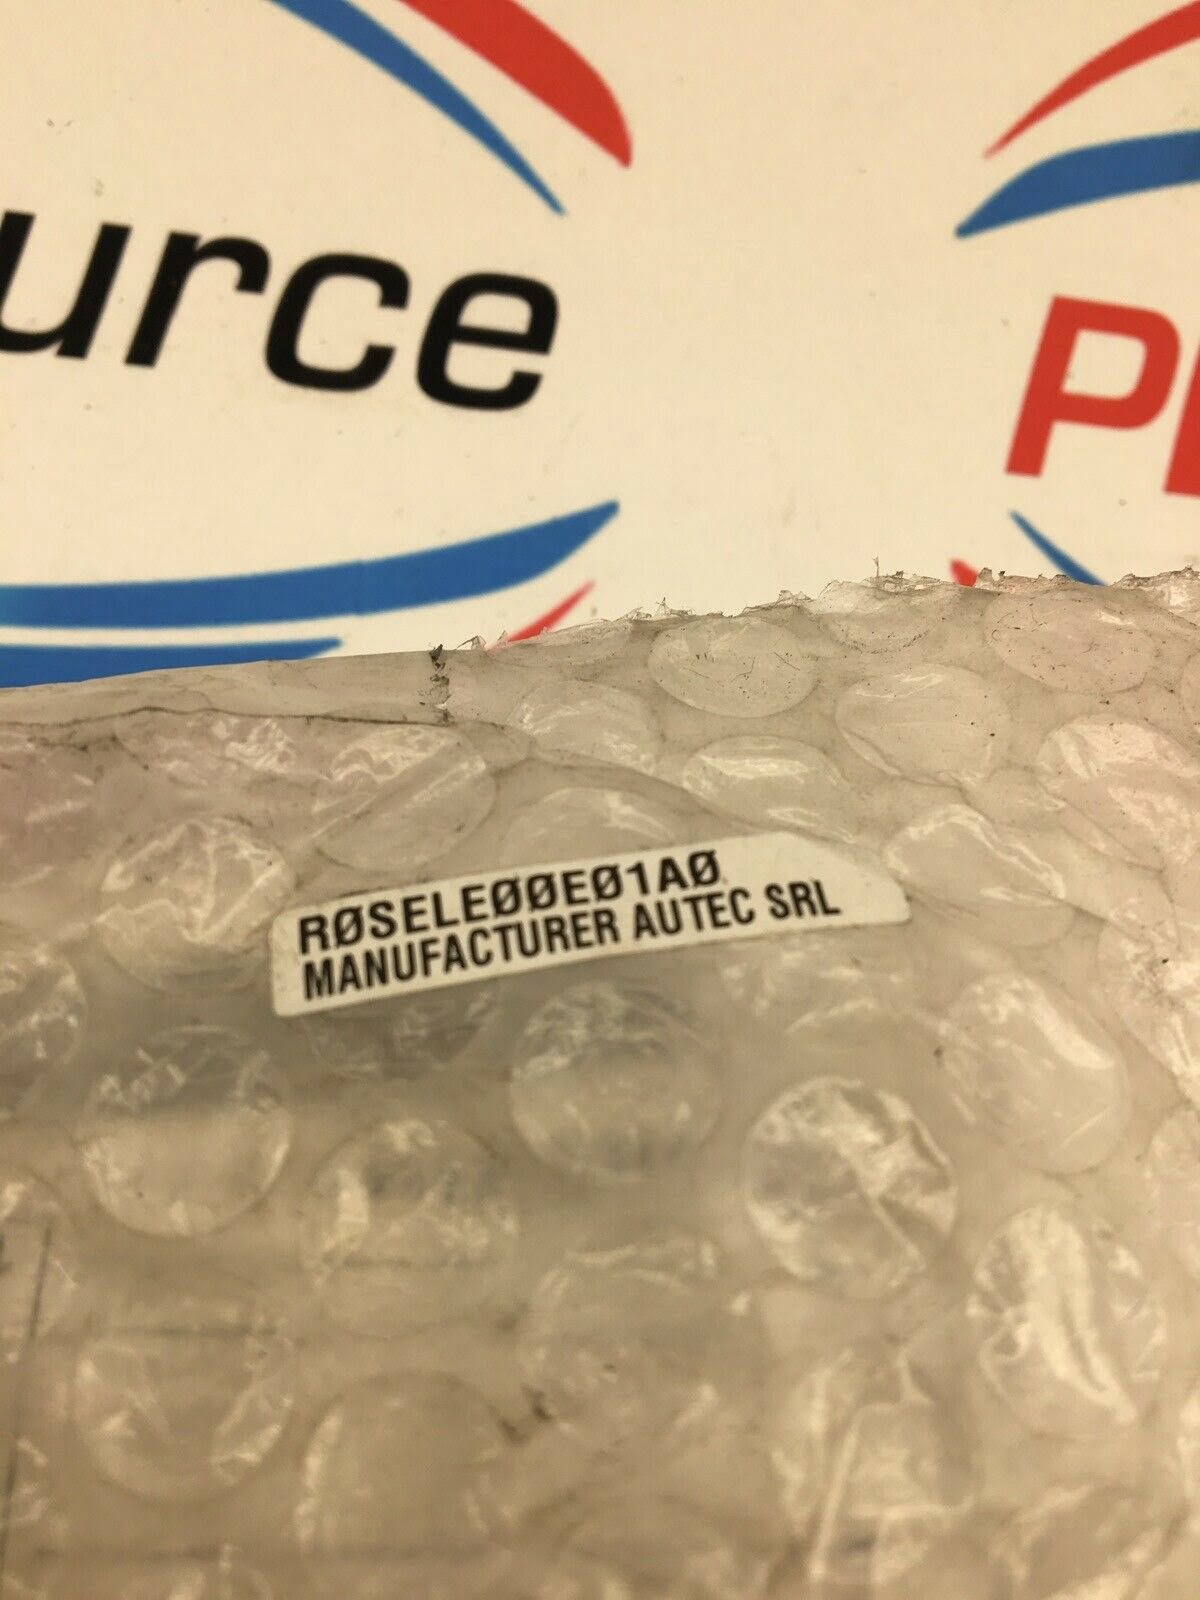 urce
P
RØSELEØØEØ1AØ
MANUFACTURER AUTEC SRL